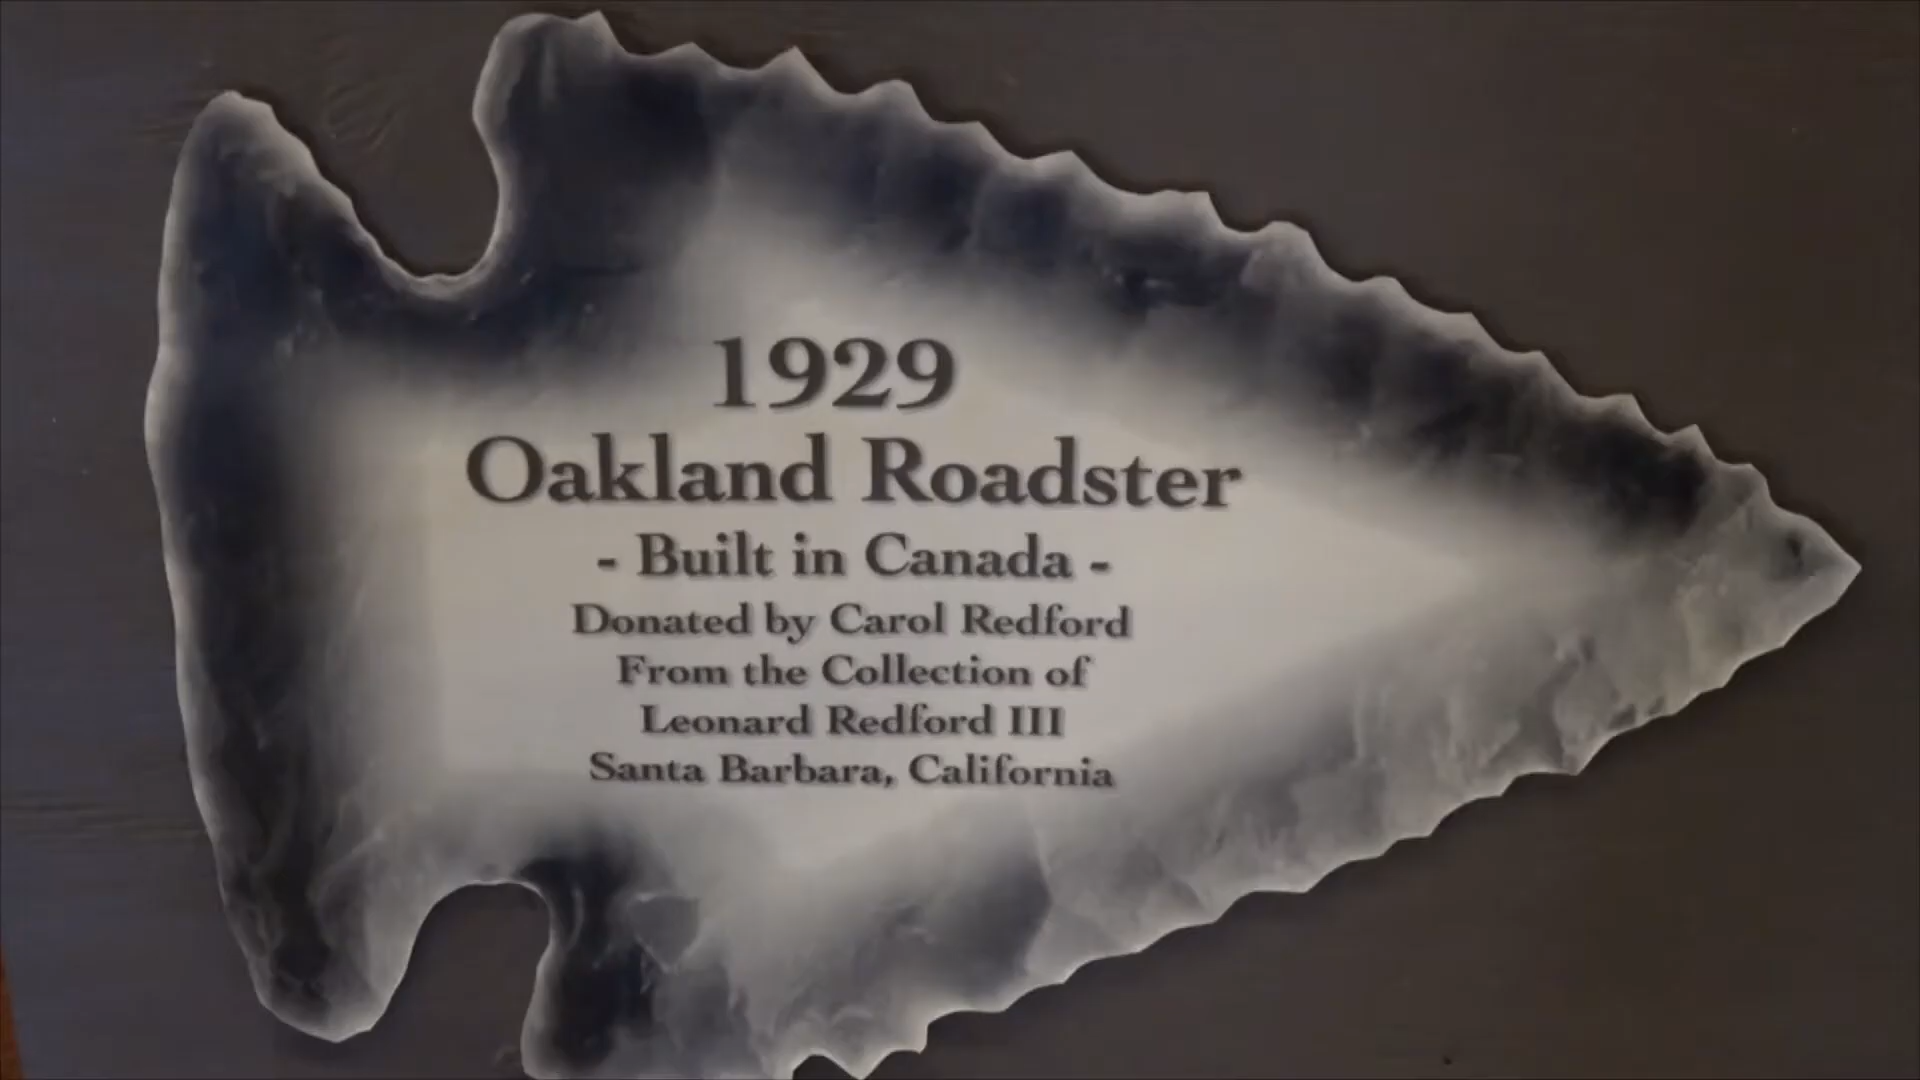 1929
Oakland Roadster
- Built in Canada -
Donated by Carol Redford
From the Collection of
Leonard Redford III
Santa Barbara, California